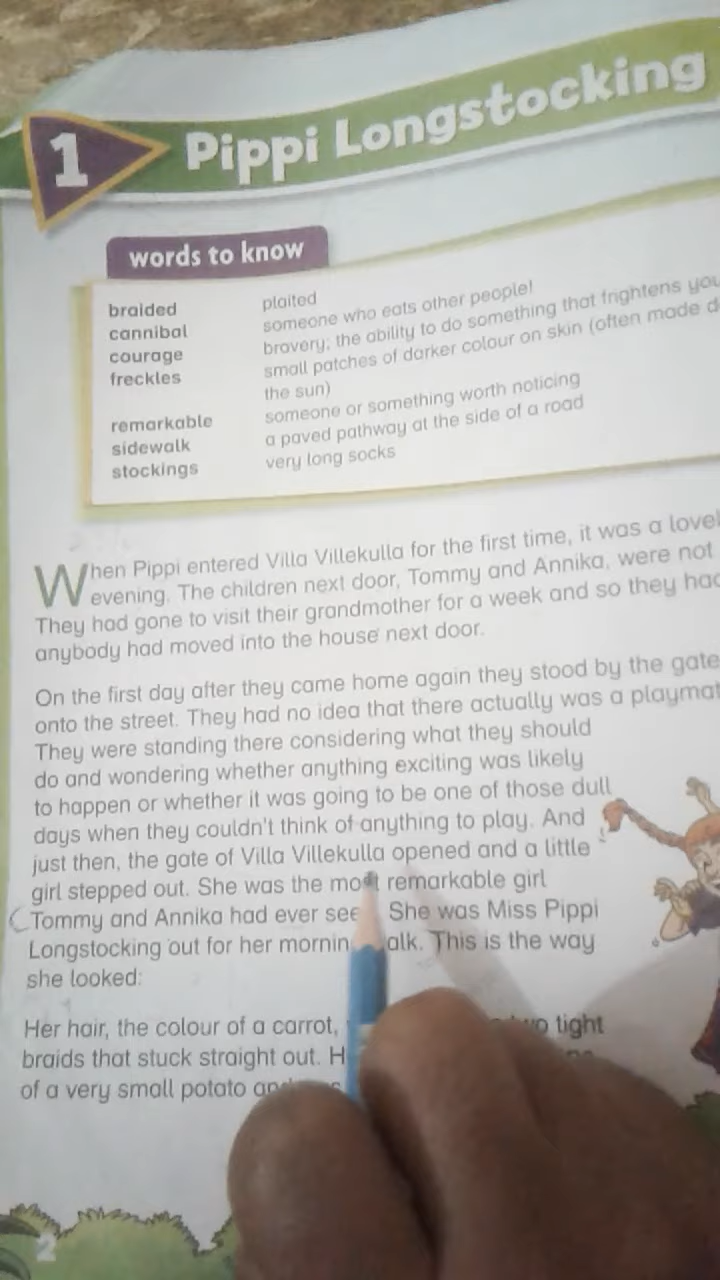 1
Pippi Longstocking
words to know
braided plaited
cannibal someone who eats other people!
courage bravery; the ability to do something that frightens you
freckles small patches of darker colour on skin (often made
the sun)
remarkable someone or something worth noticing
sidewalk a paved pathway at the side of a road
stockings very long socks
When Pippi entered Villa Villekulla for the first time, it was a
evening. The children next door, Tommy and Annika, were not
They had gone to visit their grandmother for a week and so they
anybody had moved into the house next door.
On the first day after they came home again they stood by the gate
onto the street. They had no idea that there actually was a
They were standing there considering what they should
do and wondering whether anything exciting was likely
to happen or whether it was going to be one of those dull
days when they couldn't think of anything to play. And
just then, the gate of Villa Villekulla opened and a little
girl stepped out. She was the most remarkable girl
Tommy and Annika had ever She was Miss Pippi
Longstocking out for her This is the way
she looked:
Her hair, the colour of a carrot, tight
braids that stuck straight out.
of a very small potato
2